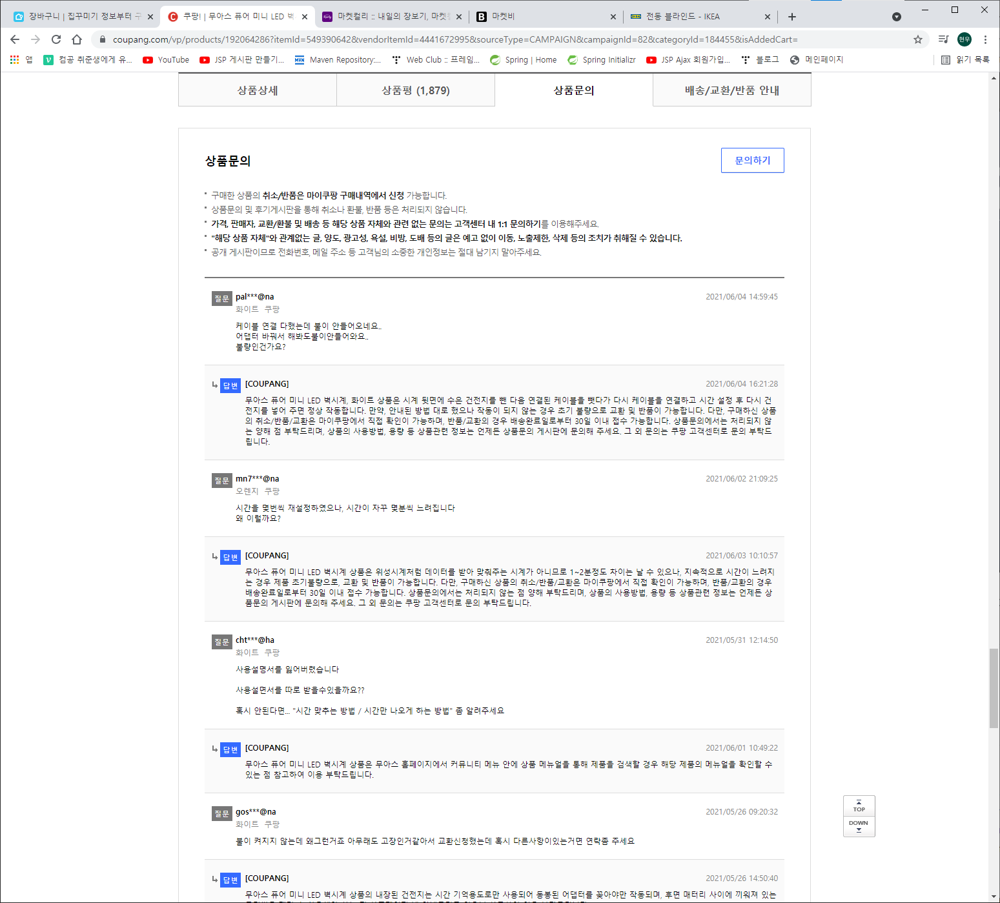 장바구니 | 집꾸미기 정보부터 구
쿠팡! | 무아스 퓨어 미니 LED 벽
마켓컬리 :: 내일의 장보기, 마켓
마켓비
전동 블라인드 - IKEA
coupang.com/vp/products/192064286?itemId=549390642&vendorItemId=4441672995&sourceType=CAMPAIGN&campaignId=82&categoryId=184455&isAddedCart=
현우
앱
컴공 취준생에게 유...
YouTube
JSP 게시판 만들기...
Maven Repository:...
Web Club :: 프레임...
Spring | Home
Spring Initializr
JSP Ajax 회원가입...
블로그
메인페이지
읽기 목록
상품상세
상품평 (1,879)
상품문의
배송/교환/반품 안내
상품문의
문의하기
구매한 상품의 취소/반품은 마이쿠팡 구매내역에서 신청 가능합니다.
상품문의 및 후기게시판을 통해 취소나 환불, 반품 등은 처리되지 않습니다.
가격, 판매자, 교환/환불 및 배송 등 해당 상품 자체와 관련 없는 문의는 고객센터 내 1:1 문의하기를 이용해주세요.
"해당 상품 자체"와 관계없는 글, 양도, 광고성, 욕설, 비방, 도배 등의 글은 예고 없이 이동, 노출제한, 삭제 등의 조치가 취해질 수 있습니다.
공개 게시판이므로 전화번호, 메일 주소 등 고객님의 소중한 개인정보는 절대 남기지 말아주세요.
질문 pal***@na 2021/06/04 14:59:45
화이트 쿠팡
케이블 연결 다했는데 불이 안들어오네요..
어댑터 바꿔서 해봐도불이안들어와요..
불량인건가요?
답변 [COUPANG] 2021/06/04 16:21:28
무아스 퓨어 미니 LED 벽시계, 화이트 상품은 시계 뒷면에 수은 건전지를 뺀 다음 연결된 케이블을 뺏다가 다시 케이블을 연결하고 시간 설정 후 다시 건
전지를 넣어 주면 정상 작동합니다. 만약, 안내된 방법 대로 했으나 작동이 되지 않는 경우 초기 불량으로 교환 및 반품이 가능합니다. 다만, 구매하신 상품
의 취소/반품/교환은 마이쿠팡에서 직접 확인이 가능하며, 반품/교환의 경우 배송완료일로부터 30일 이내 접수 가능합니다. 상품문의에서는 처리되지 않
는 양해 점 부탁드리며, 상품의 사용방법, 용량 등 상품관련 정보는 언제든 상품문의 게시판에 문의해 주세요. 그 외 문의는 쿠팡 고객센터로 문의 부탁드
립니다.
질문 mn7***@na 2021/06/02 21:09:25
오렌지 쿠팡
시간을 몇번씩 재설정하였으나, 시간이 자꾸 몇분씩 느려집니다
왜 이럴까요?
답변 [COUPANG] 2021/06/03 10:10:57
무아스 퓨어 미니 LED 벽시계 상품은 위성시계처럼 데이터를 받아 맞춰주는 시계가 아니므로 1~2분정도 차이는 날 수 있으나, 지속적으로 시간이 느려지
는 경우 제품 초기불량으로, 교환 및 반품이 가능합니다. 다만, 구매하신 상품의 취소/반품/교환은 마이쿠팡에서 직접 확인이 가능하며, 반품/교환의 경우
배송완료일로부터 30일 이내 접수 가능합니다. 상품문의에서는 처리되지 않는 점 양해 부탁드리며, 상품의 사용방법, 용량 등 상품관련 정보는 언제든 상
품문의 게시판에 문의해 주세요. 그 외 문의는 쿠팡 고객센터로 문의 부탁드립니다.
질문 cht***@ha 2021/05/31 12:14:50
화이트 쿠팡
사용설명서를 잃어버렸습니다
사용설면서를 따로 받을수있을까요??
혹시 안된다면... "시간 맞추는 방법 / 시간만 나오게 하는 방법" 좀 알려주세요
답변 [COUPANG] 2021/06/01 10:49:22
무아스 퓨어 미니 LED 벽시계 상품은 무아스 홈페이지에서 커뮤니티 메뉴 안에 상품 메뉴얼을 통해 제품을 검색할 경우 해당 제품의 메뉴얼을 확인할 수
있는 점 참고하여 이용 부탁드립니다.
질문 gos***@na 2021/05/26 09:20:32
화이트 쿠팡
불이 켜지지 않는데 왜그런거죠 아무래도 고장인거같아서 교환신청했는데 혹시 다른사항이있는거면 연락좀 주세요
TOP
DOWN
답변 [COUPANG] 2021/05/26 14:50:40
무아스 퓨어 미니 LED 벽시계 상품의 내장된 건전지는 시간 기억용도로만 사용되어 동봉된 어댑터를 꽂아야만 작동되며, 후면 매터리 사이에 끼워져 있는